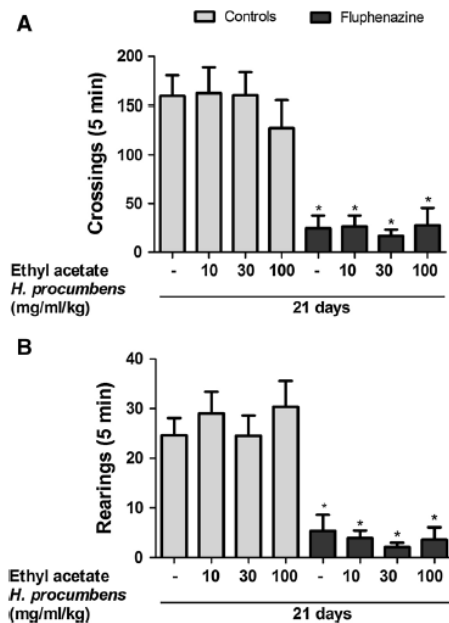 Controls Fluphenazine
A
200
150
100
50
0
Crossings (5 min)
* * * *
Ethyl acetate
H. procumbens
(mg/ml/kg)
- 10 30 100 - 10 30 100
21 days
B
40
30
20
10
0
Rearings (5 min)
* * * *
Ethyl acetate
H. procumbens
(mg/ml/kg)
- 10 30 100 - 10 30 100
21 days